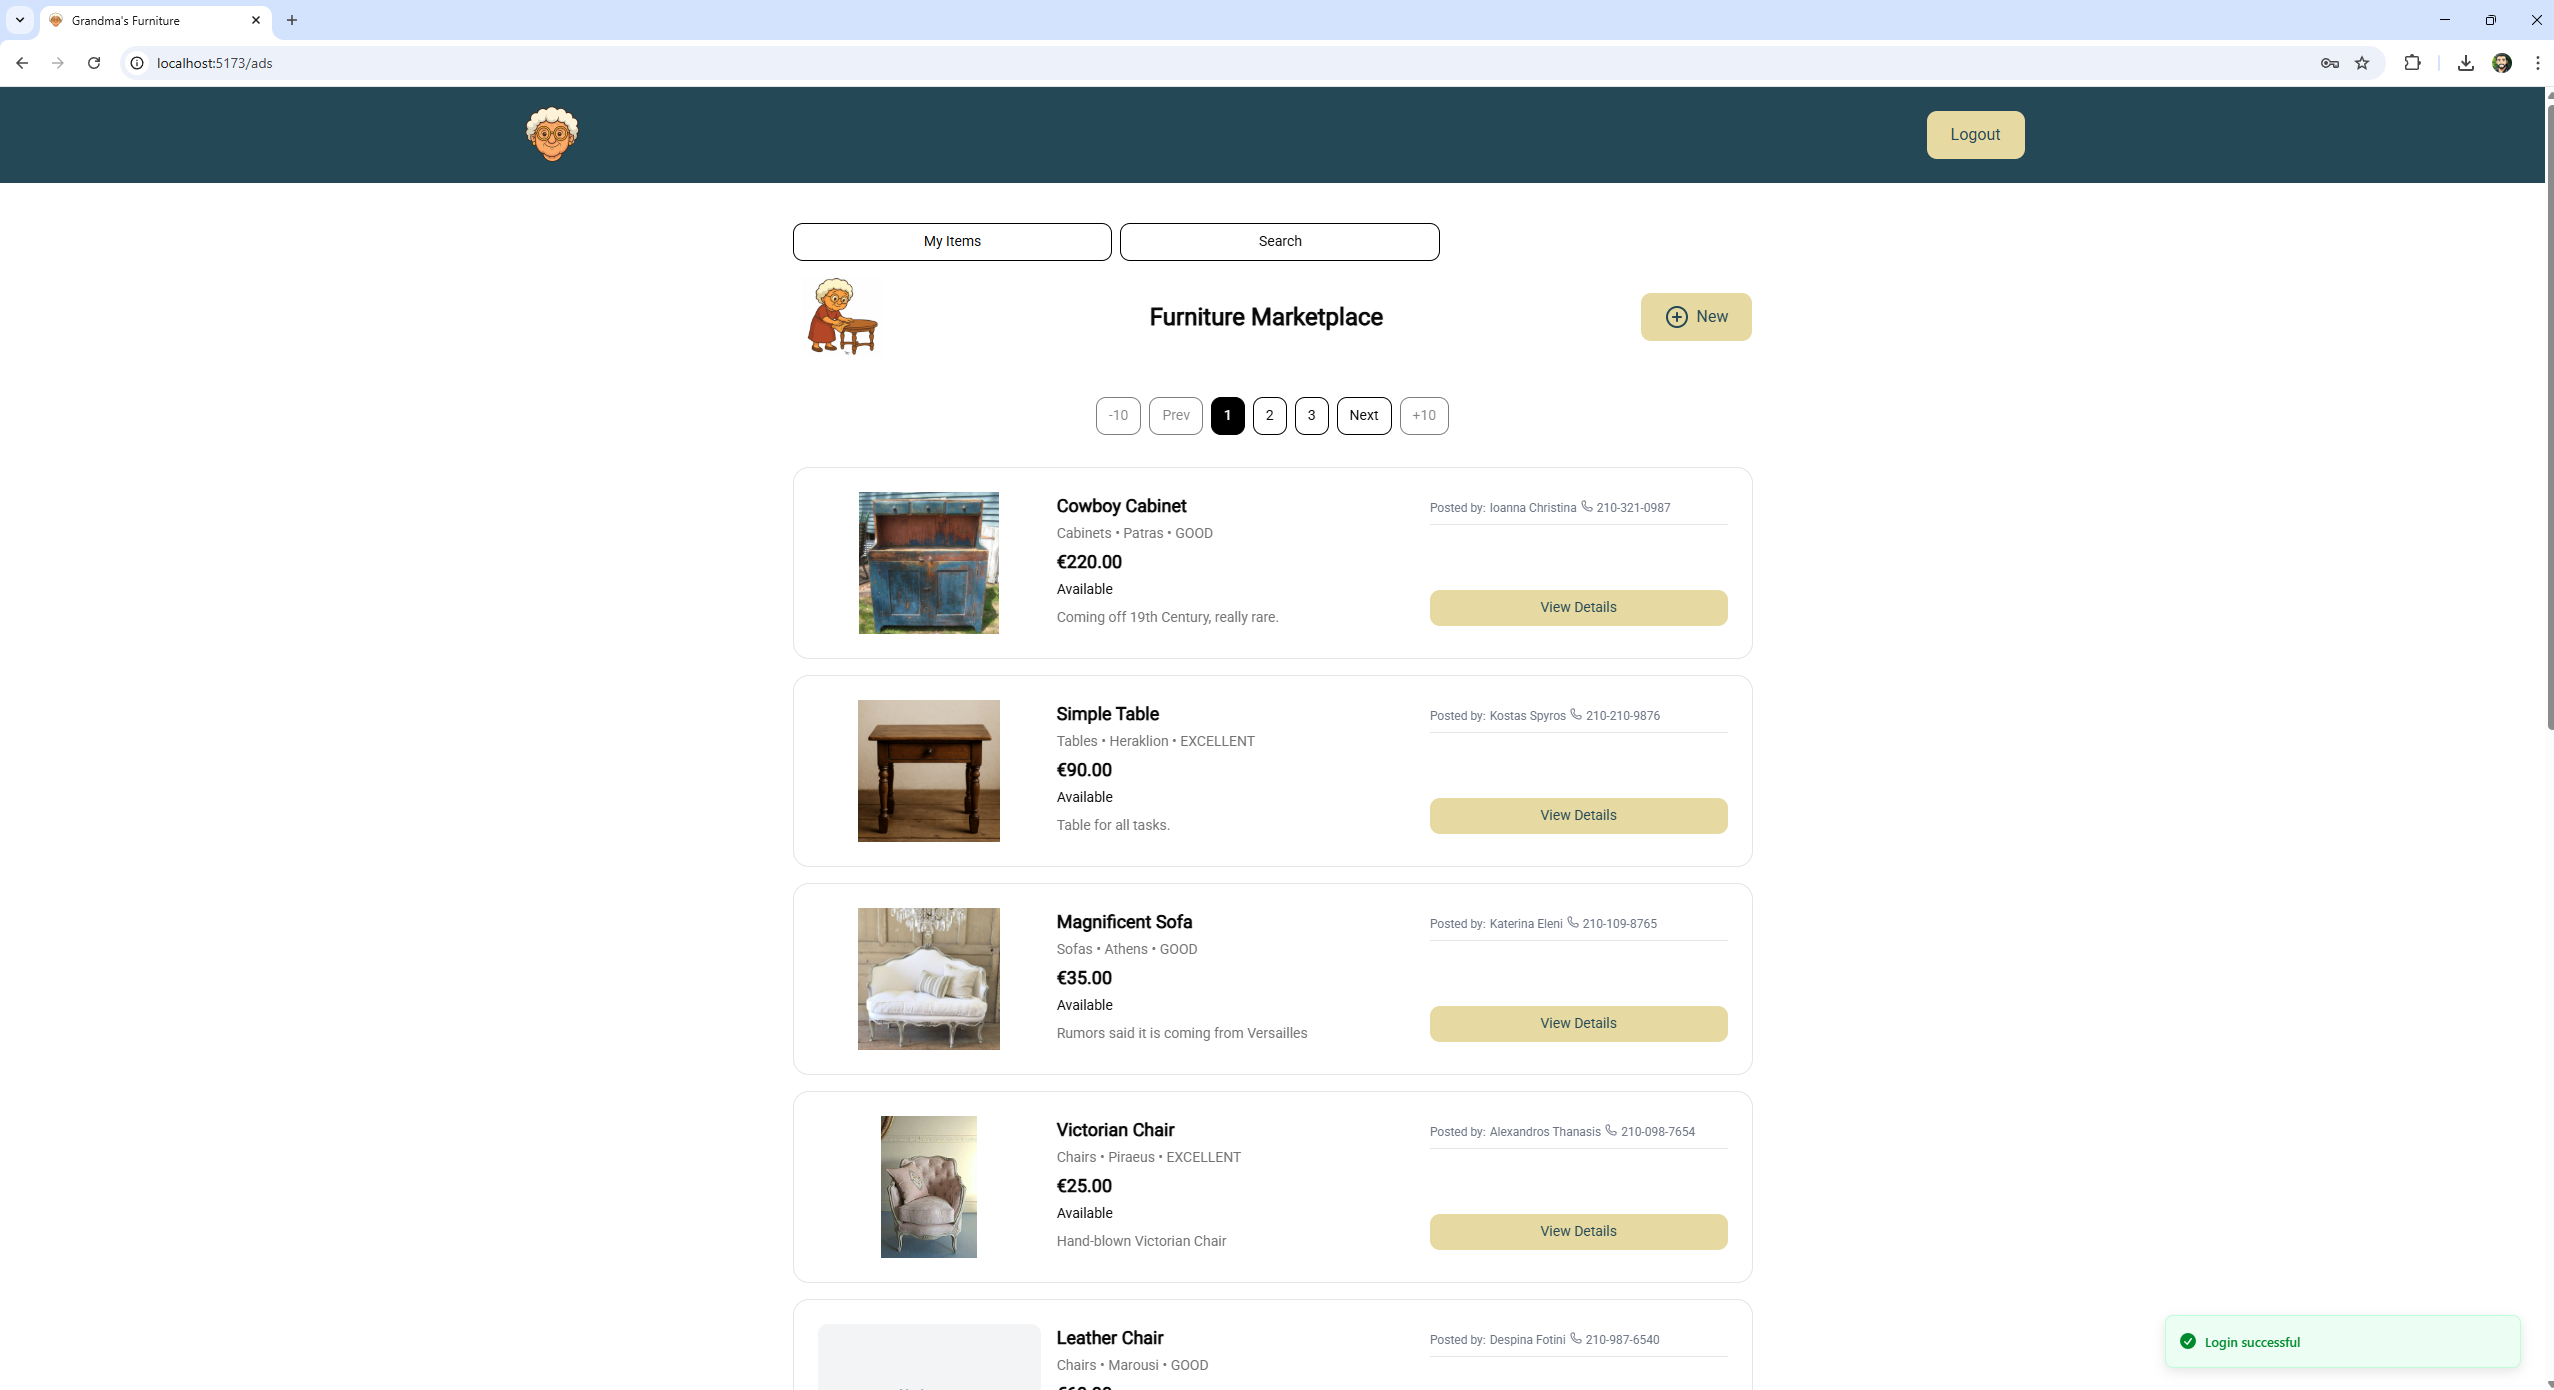 Grandma's Furniture
localhost:5173/ads
Logout
My Items
Search
Furniture Marketplace
New
-10
Prev
1
2
3
Next
+10
Cowboy Cabinet
Cabinets • Patras • GOOD
€220.00
Available
Coming off 19th Century, really rare.
Posted by: Ioanna Christina 210-321-0987
View Details
Simple Table
Tables • Heraklion • EXCELLENT
€90.00
Available
Table for all tasks.
Posted by: Kostas Spyros 210-210-9876
View Details
Magnificent Sofa
Sofas • Athens • GOOD
€35.00
Available
Rumors said it is coming from Versailles
Posted by: Katerina Eleni 210-109-8765
View Details
Victorian Chair
Chairs • Piraeus • EXCELLENT
€25.00
Available
Hand-blown Victorian Chair
Posted by: Alexandros Thanasis 210-098-7654
View Details
Leather Chair
Chairs • Marousi • GOOD
Posted by: Despina Fotini 210-987-6540
Login successful